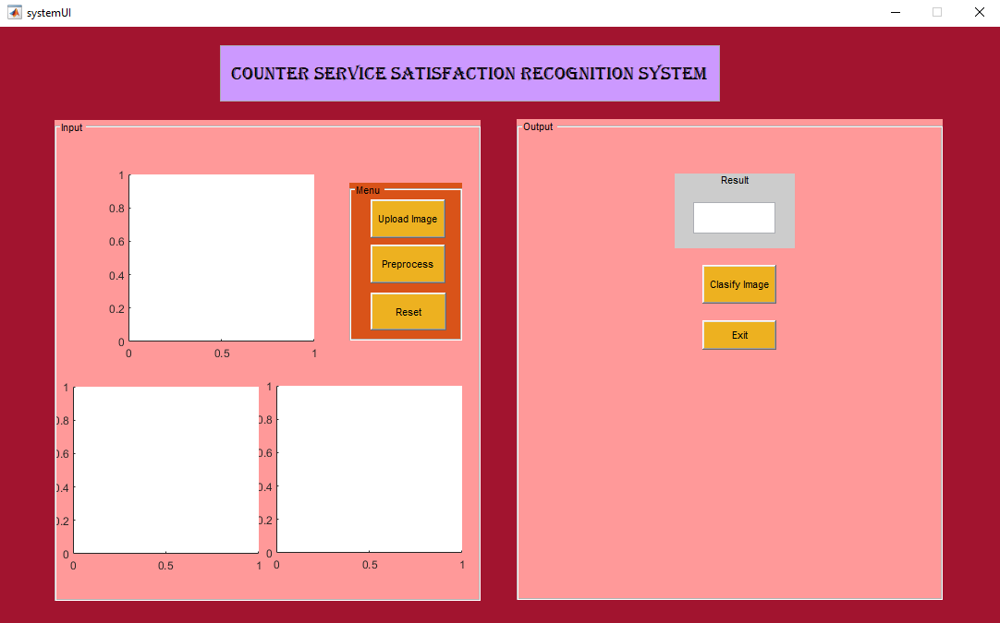 systemUI
COUNTER SERVICE SATISFACTION RECOGNITION SYSTEM
Input
1
0.8
0.6
0.4
0.2
0
0 0.5 1
Menu
Upload Image
Preprocess
Reset
1
0.8
0.6
0.4
0.2
0
0 0.5 1
1
0.8
0.6
0.4
0.2
0
0 0.5 1
Output
Result
Clasify Image
Exit